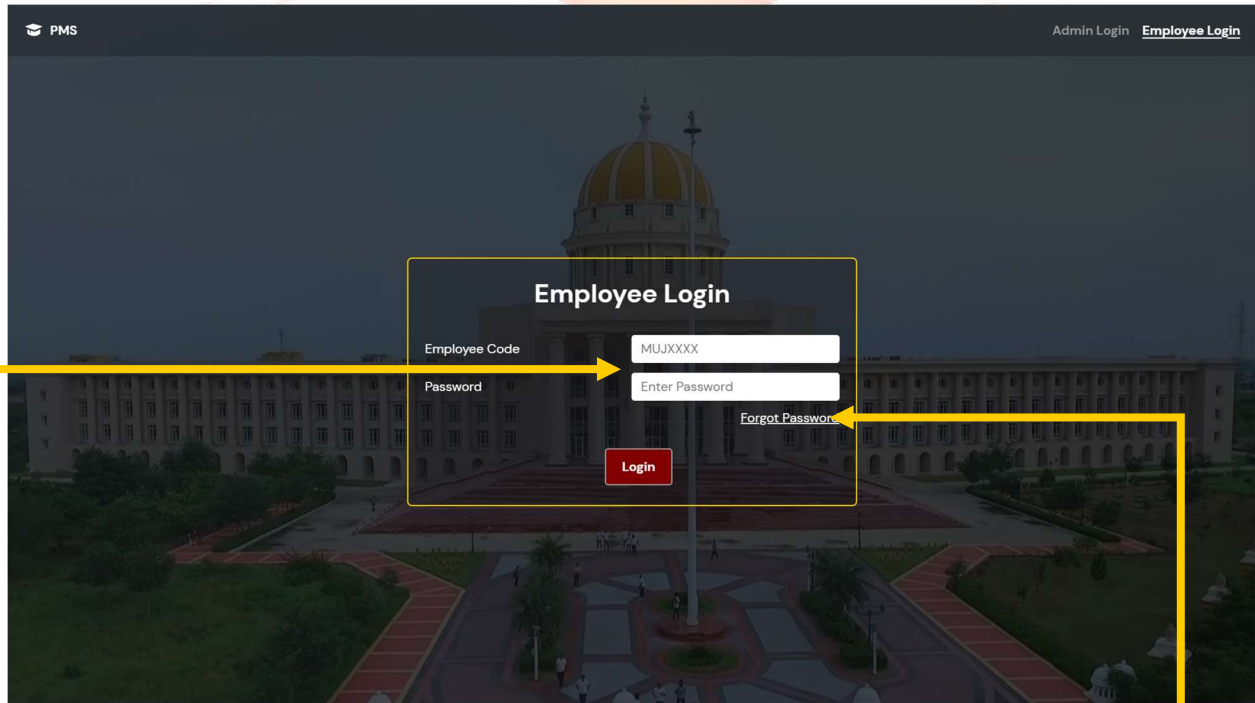 PMS
Admin Login Employee Login
Employee Login
Employee Code MUJXXXX
Password Enter Password
Forgot Password
Login